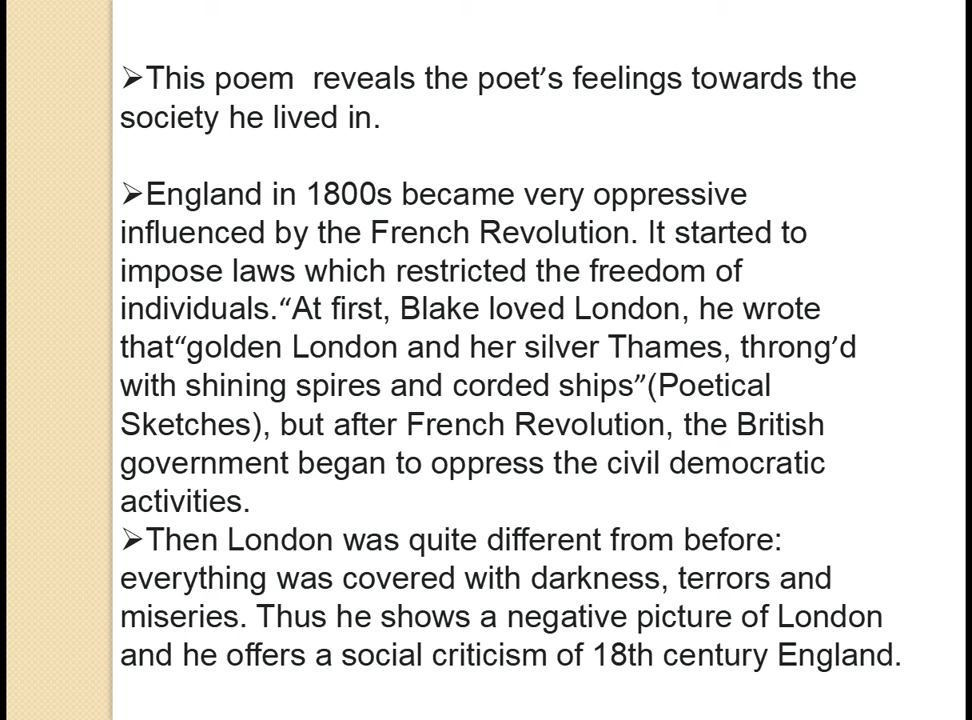 ➢This poem  reveals the poet’s feelings towards the
society he lived in.
➢England in 1800s became very oppressive
influenced by the French Revolution. It started to
impose laws which restricted the freedom of
individuals.“At first, Blake loved London, he wrote
that“golden London and her silver Thames, throng’d
with shining spires and corded ships”(Poetical
Sketches), but after French Revolution, the British
government began to oppress the civil democratic
activities.
➢Then London was quite different from before:
everything was covered with darkness, terrors and
miseries. Thus he shows a negative picture of London
and he offers a social criticism of 18th century England.